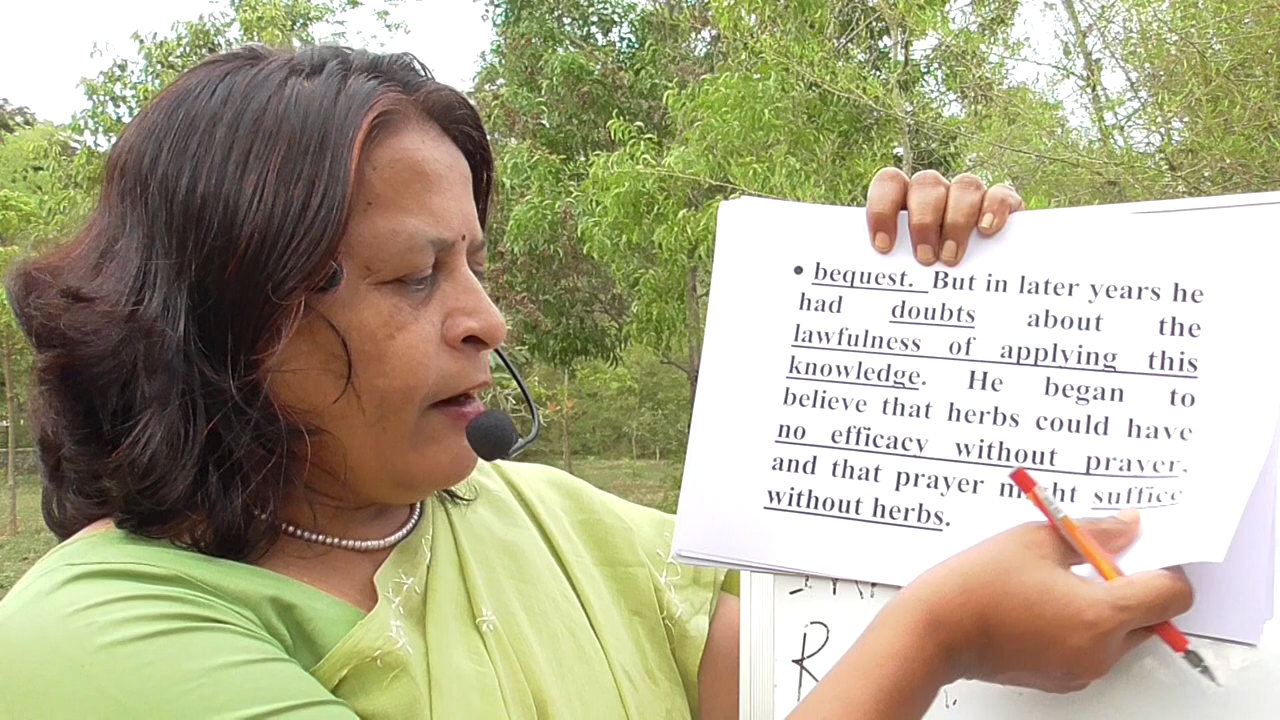 • bequest. But in later years he
had doubts about the
lawfulness of applying this
knowledge. He began to
believe that herbs could have
no efficacy without prayer,
and that prayer might suffice
without herbs.
R